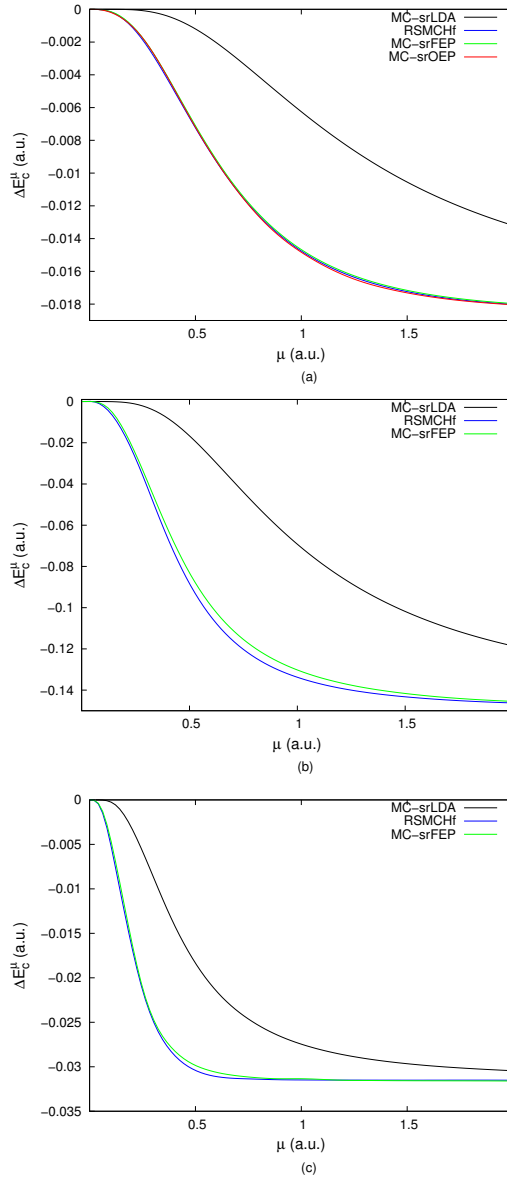 0
−0.002
−0.004
−0.006
−0.008
−0.01
−0.012
−0.014
−0.016
−0.018
ΔE_c^μ (a.u.)
MC−srLDA
RSMCHf
MC−srFEP
MC−srOEP
0.5 1 1.5
μ (a.u.)
(a)
0
−0.02
−0.04
−0.06
−0.08
−0.1
−0.12
−0.14
ΔE_c^μ (a.u.)
MC−srLDA
RSMCHf
MC−srFEP
0.5 1 1.5
μ (a.u.)
(b)
0
−0.005
−0.01
−0.015
−0.02
−0.025
−0.03
−0.035
ΔE_c^μ (a.u.)
MC−srLDA
RSMCHf
MC−srFEP
0.5 1 1.5
μ (a.u.)
(c)